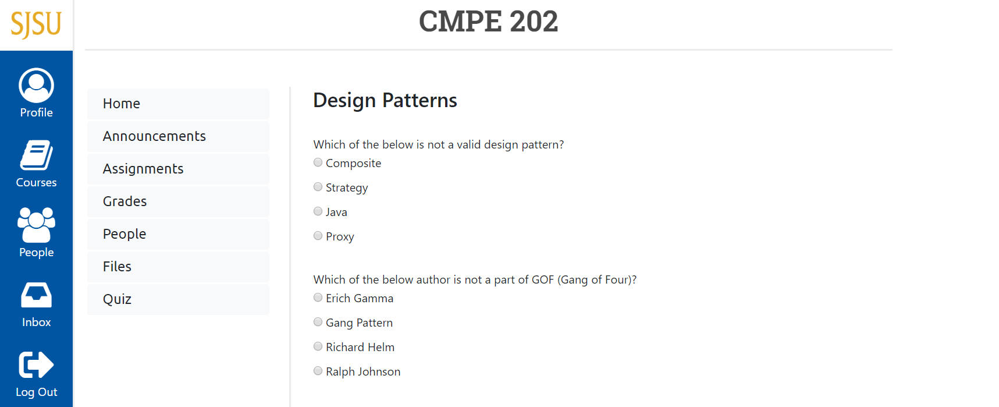 SJSU
CMPE 202
Profile
Courses
People
Inbox
Log Out
Home
Announcements
Assignments
Grades
People
Files
Quiz
Design Patterns
Which of the below is not a valid design pattern?
Composite
Strategy
Java
Proxy
Which of the below author is not a part of GOF (Gang of Four)?
Erich Gamma
Gang Pattern
Richard Helm
Ralph Johnson